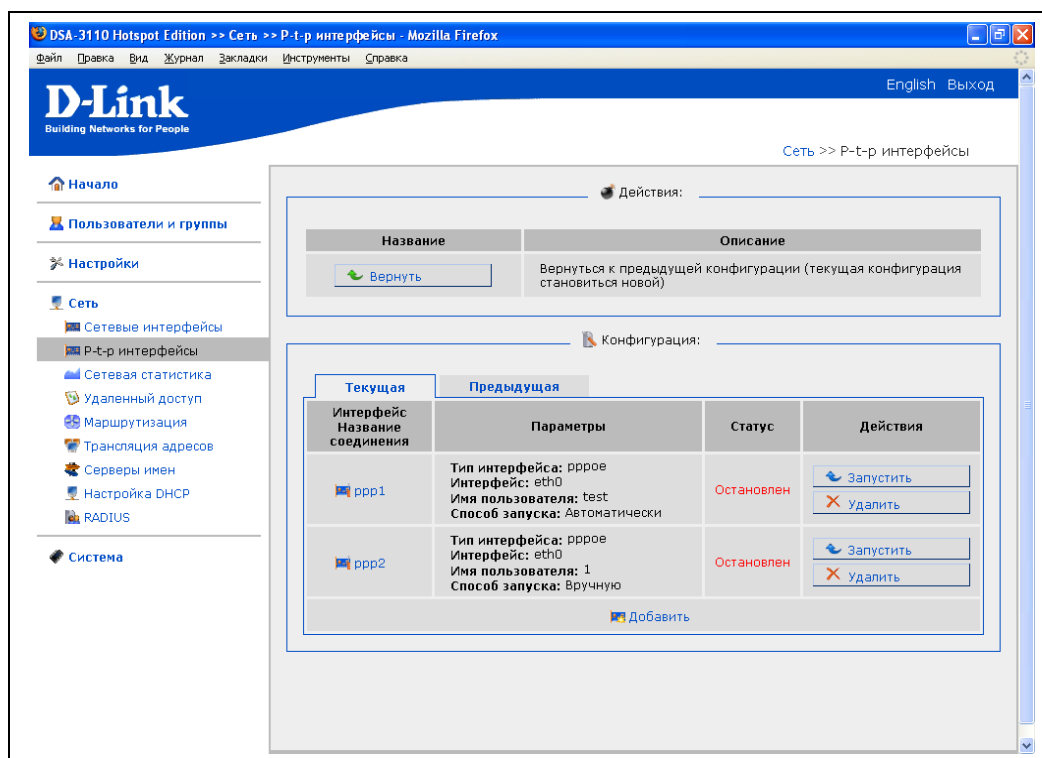 DSA-3110 Hotspot Edition >> Сеть >> P-t-p интерфейсы - Mozilla Firefox
Файл Правка Вид Журнал Закладки Инструменты Справка
English Выход
D-Link
Building Networks for People
Сеть >> P-t-p интерфейсы
Начало
Пользователи и группы
Настройки
Сеть
Сетевые интерфейсы
P-t-p интерфейсы
Сетевая статистика
Удаленный доступ
Маршрутизация
Трансляция адресов
Серверы имен
Настройка DHCP
RADIUS
Система
Действия:
Название Описание
Вернуть
Вернуться к предыдущей конфигурации (текущая конфигурация
становиться новой)
Конфигурация:
Текущая Предыдущая
Интерфейс
Название
соединения
Параметры Статус Действия
ppp1
Тип интерфейса: pppoe
Интерфейс: eth0
Имя пользователя: test
Способ запуска: Автоматически
Остановлен
Запустить
Удалить
ppp2
Тип интерфейса: pppoe
Интерфейс: eth0
Имя пользователя: 1
Способ запуска: Вручную
Остановлен
Запустить
Удалить
Добавить